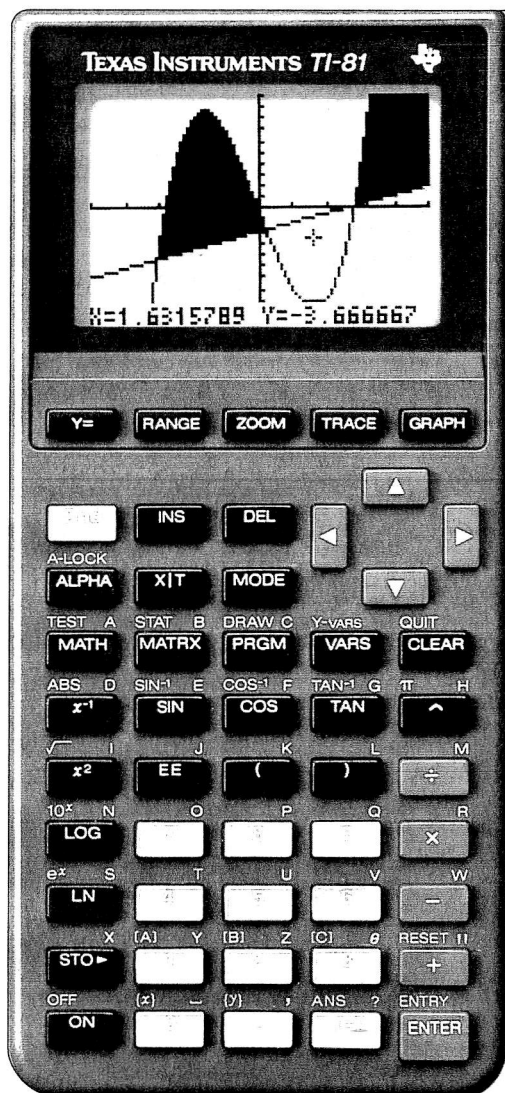 TEXAS INSTRUMENTS TI-81
X=1.6315789 Y=-3.666667
Y= RANGE ZOOM TRACE GRAPH
INS DEL
A-LOCK
ALPHA X|T MODE
TEST A STAT B DRAW C Y-VARS QUIT
MATH MATRX PRGM VARS CLEAR
ABS D SIN⁻¹ E COS⁻¹ F TAN⁻¹ G π H
x⁻¹ SIN COS TAN ^
√ I J K L M
x² EE ( ) ÷
10ˣ N O P Q R
LOG ×
eˣ S T U V W
LN −
X [A] Y [B] Z [C] θ RESET
STO► +
OFF {x} _ {y} , ANS ? ENTRY
ON ENTER